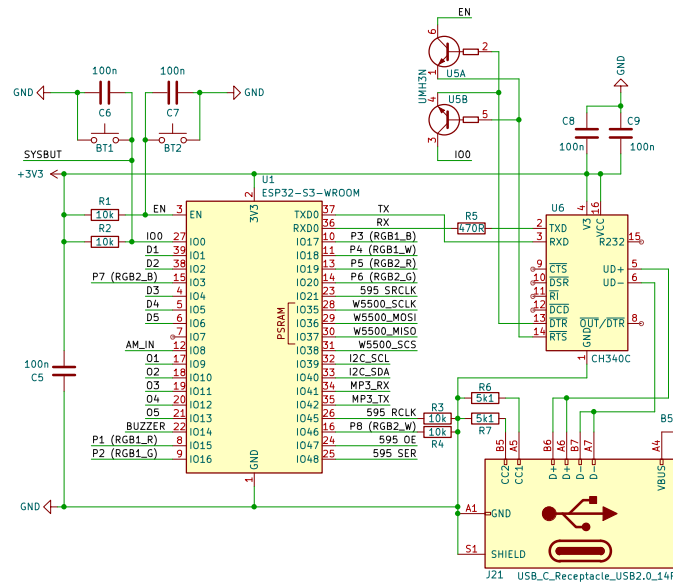 EN
6
2
1
U5A
UMH3N
4
U5B
5
3
IO0
GND
100n
C6
BT1
100n
C7
BT2
GND
SYSBUT
+3V3
GND
C8
100n
C9
100n
U1
ESP32-S3-WROOM
2
3V3
R1
10k
EN
3
EN
R2
10k
IO0
27
IO0
D1
39
IO1
D2
38
IO2
P7 (RGB2_B)
15
IO3
D3
4
IO4
D4
5
IO5
D5
6
IO6
7
IO7
AM_IN
12
IO8
O1
17
IO9
O2
18
IO10
O3
19
IO11
O4
20
IO12
O5
21
IO13
BUZZER
22
IO14
P1 (RGB1_R)
8
IO15
P2 (RGB1_G)
9
IO16
TXD0
37
TX
RXD0
36
RX
IO17
10
P3 (RGB1_B)
IO18
11
P4 (RGB1_W)
IO19
13
P5 (RGB2_R)
IO20
14
P6 (RGB2_G)
IO21
23
595 SRCLK
PSRAM
IO35
28
W5500_SCLK
IO36
29
W5500_MOSI
IO37
30
W5500_MISO
IO38
31
W5500_SCS
IO39
32
I2C_SCL
IO40
33
I2C_SDA
IO41
34
MP3_RX
IO42
35
MP3_TX
IO45
26
595 RCLK
IO46
16
P8 (RGB2_W)
IO47
24
595 OE
IO48
25
595 SER
GND
1
100n
C5
GND
R5
470R
R3
10k
10k
R4
R6
5k1
5k1
R7
U6
4
16
V3
VCC
2
TXD
3
RXD
R232
15
9
CTS
10
DSR
11
RI
12
DCD
13
DTR
14
RTS
UD+
5
UD-
6
OUT/DTR
8
GND
1
CH340C
B5
B5
A5
B6
A6
B7
A7
A4
CC2
CC1
D+
D+
D-
D-
VBUS
A1
GND
S1
SHIELD
J21
USB_C_Receptacle_USB2.0_14P